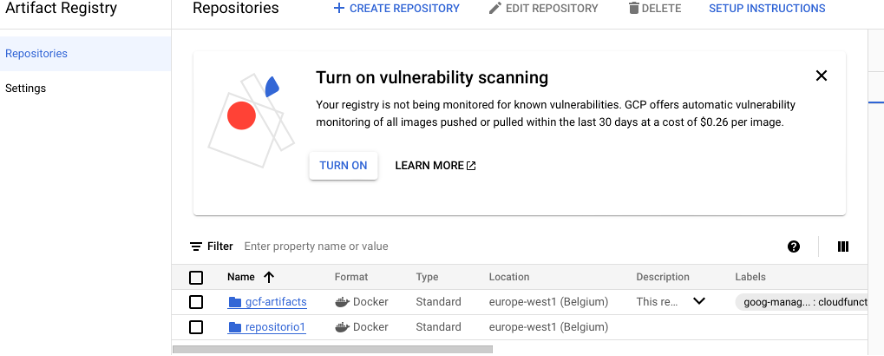 Artifact Registry
Repositories
CREATE REPOSITORY
EDIT REPOSITORY
DELETE
SETUP INSTRUCTIONS
Repositories
Settings
Turn on vulnerability scanning
Your registry is not being monitored for known vulnerabilities. GCP offers automatic vulnerability
monitoring of all images pushed or pulled within the last 30 days at a cost of $0.26 per image.
TURN ON
LEARN MORE
Filter
Enter property name or value
Name Format Type Location Description Labels
gcf-artifacts Docker Standard europe-west1 (Belgium) This re... goog-manag... : cloudfunct
repositorio1 Docker Standard europe-west1 (Belgium)